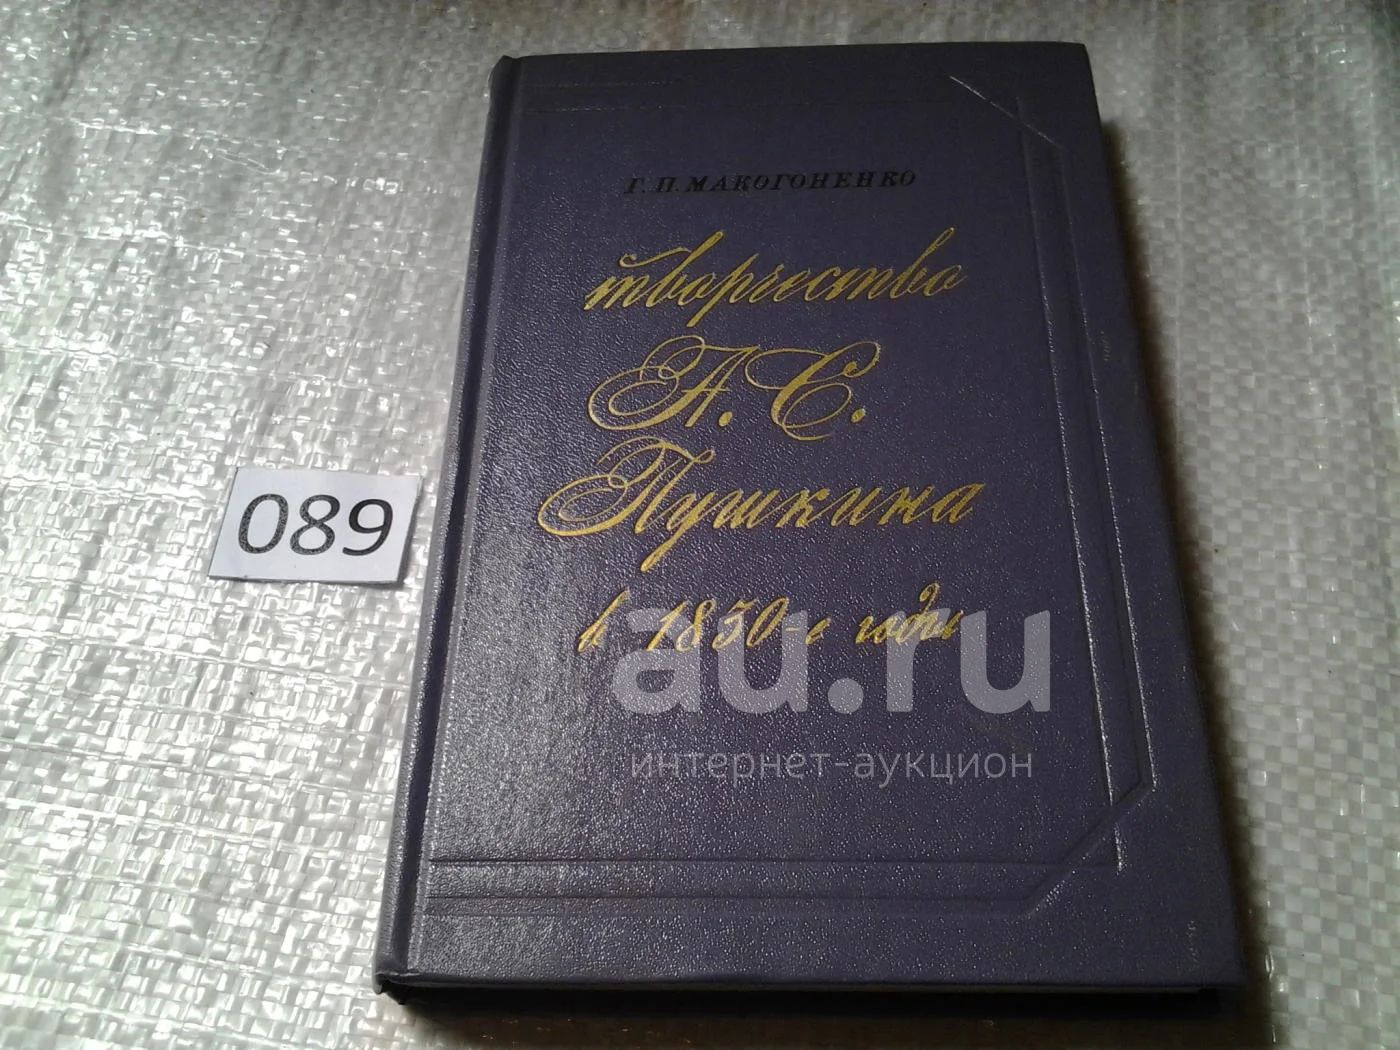 Г. П. МАКОГОНЕНКО
творчество
А. С.
Пушкина
в 1830-е годы
089
au.ru
интернет-аукцион